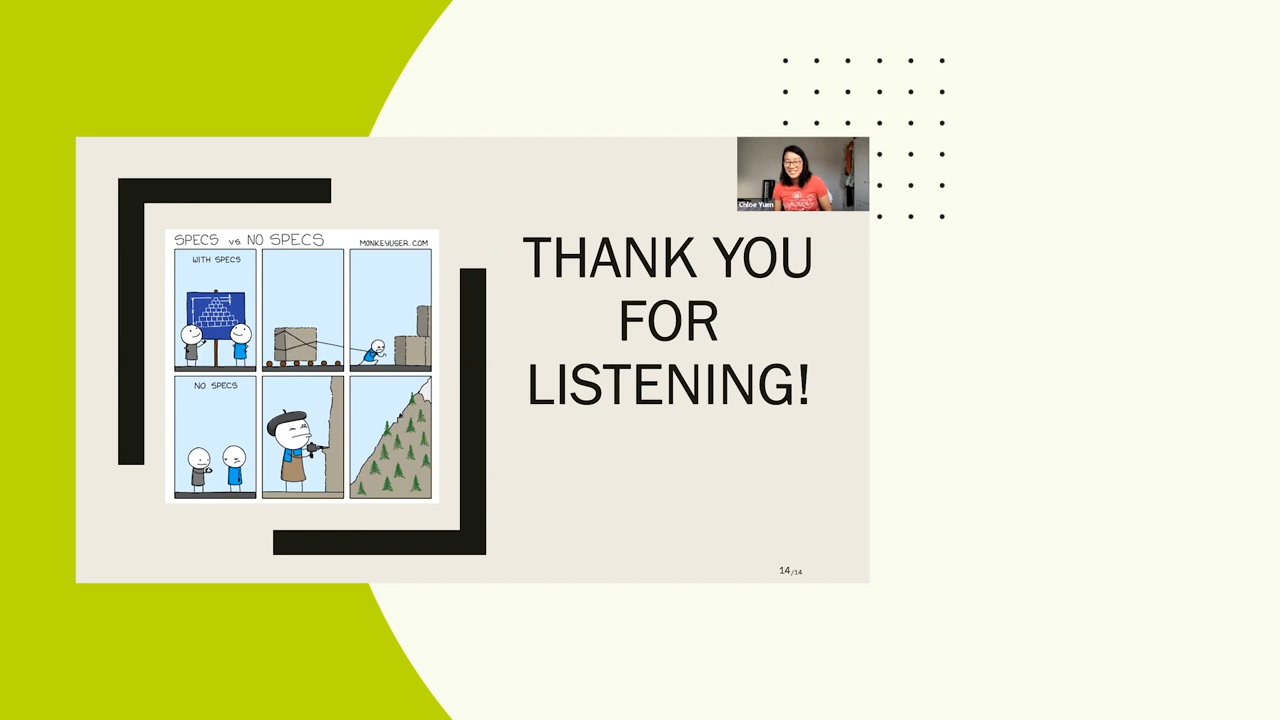 Chloe Yuen
SPECS vs. NO SPECS
MONKEYUSER.COM
WITH SPECS
NO SPECS
THANK YOU
FOR
LISTENING!
14/14